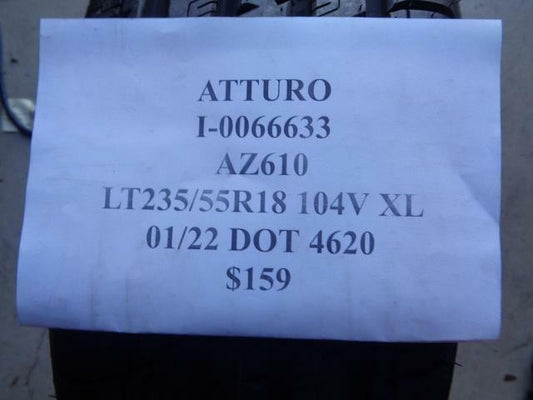 ATTURO
I-0066633
AZ610
LT235/55R18 104V XL
01/22 DOT 4620
$159